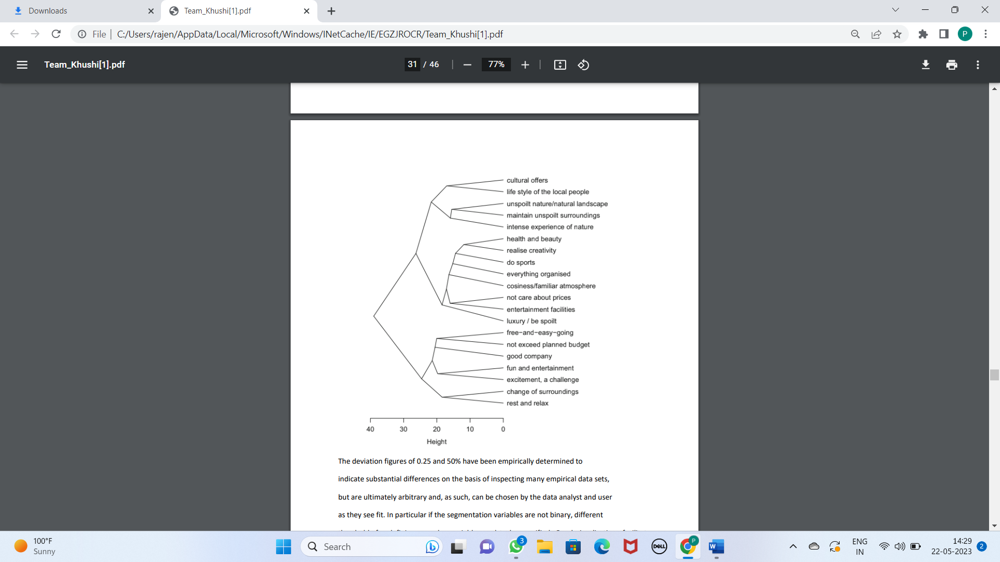 Downloads
Team_Khushi[1].pdf
File
C:/Users/rajen/AppData/Local/Microsoft/Windows/INetCache/IE/EGZJROCR/Team_Khushi[1].pdf
P
Team_Khushi[1].pdf
31 / 46
77%
cultural offers
life style of the local people
unspoilt nature/natural landscape
maintain unspoilt surroundings
intense experience of nature
health and beauty
realise creativity
do sports
everything organised
cosiness/familiar atmosphere
not care about prices
entertainment facilities
luxury / be spoilt
free−and−easy−going
not exceed planned budget
good company
fun and entertainment
excitement, a challenge
change of surroundings
rest and relax
40 30 20 10 0
Height
The deviation figures of 0.25 and 50% have been empirically determined to
indicate substantial differences on the basis of inspecting many empirical data sets,
but are ultimately arbitrary and, as such, can be chosen by the data analyst and user
as they see fit. In particular if the segmentation variables are not binary, different
100°F
Sunny
Search
3
DELL
P
W
ENG
IN
14:29
22-05-2023
2